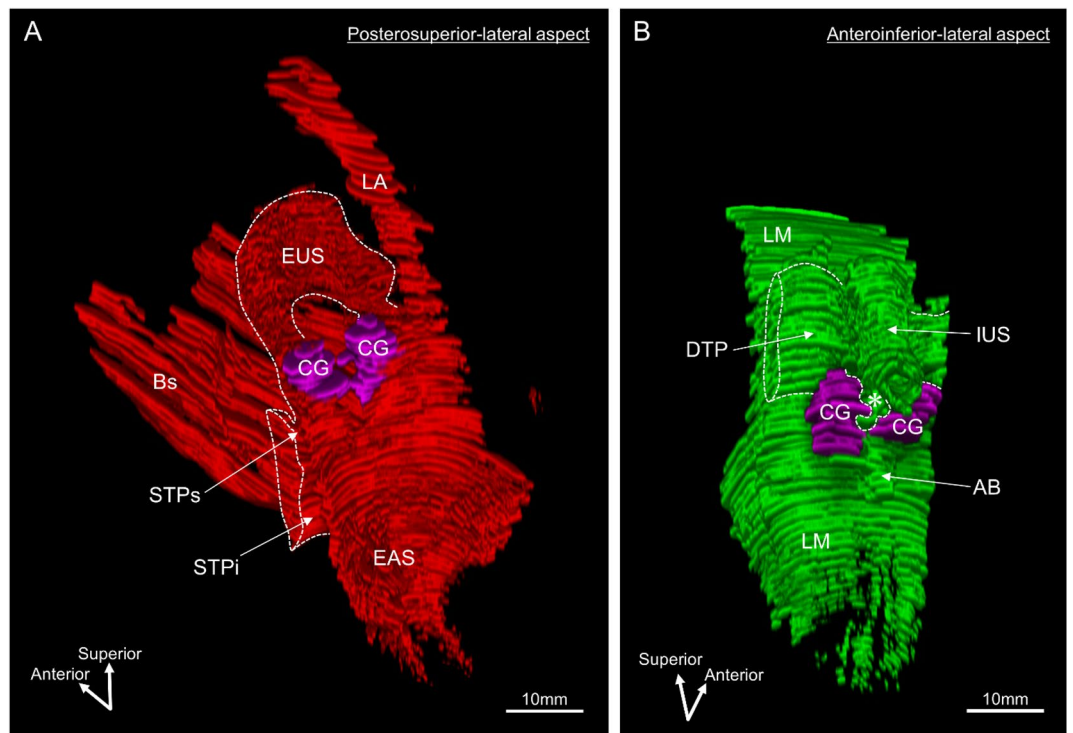 A
Posterosuperior-lateral aspect
LA
EUS
CG
CG
Bs
STPs
STPi
EAS
Superior
Anterior
10mm
B
Anteroinferior-lateral aspect
LM
DTP
IUS
*
CG
CG
AB
LM
Superior
Anterior
10mm